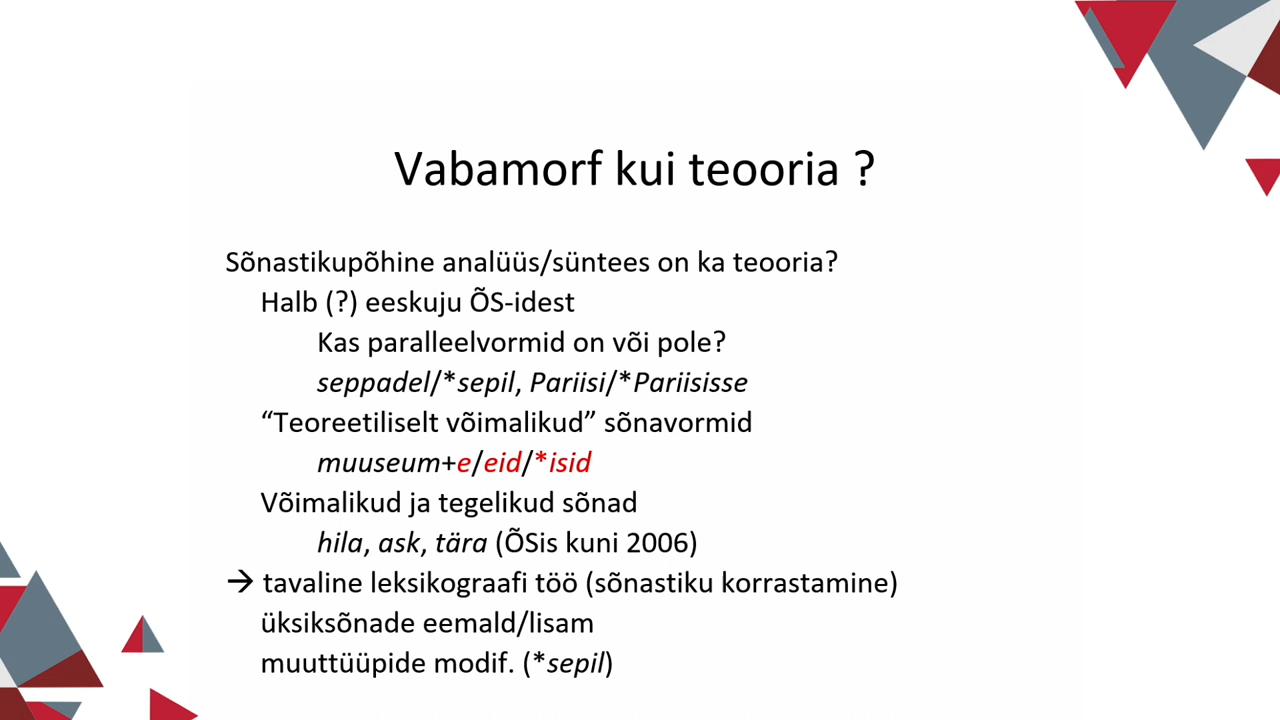 Vabamorf kui teooria ?
Sõnastikupõhine analüüs/süntees on ka teooria?
Halb (?) eeskuju ÕS-idest
Kas paralleelvormid on või pole?
seppadel/*sepil, Pariisi/*Pariisisse
“Teoreetiliselt võimalikud” sõnavormid
muuseum+e/eid/*isid
Võimalikud ja tegelikud sõnad
hila, ask, tära (ÕSis kuni 2006)
→ tavaline leksikograafi töö (sõnastiku korrastamine)
üksiksõnade eemald/lisam
muuttüüpide modif. (*sepil)